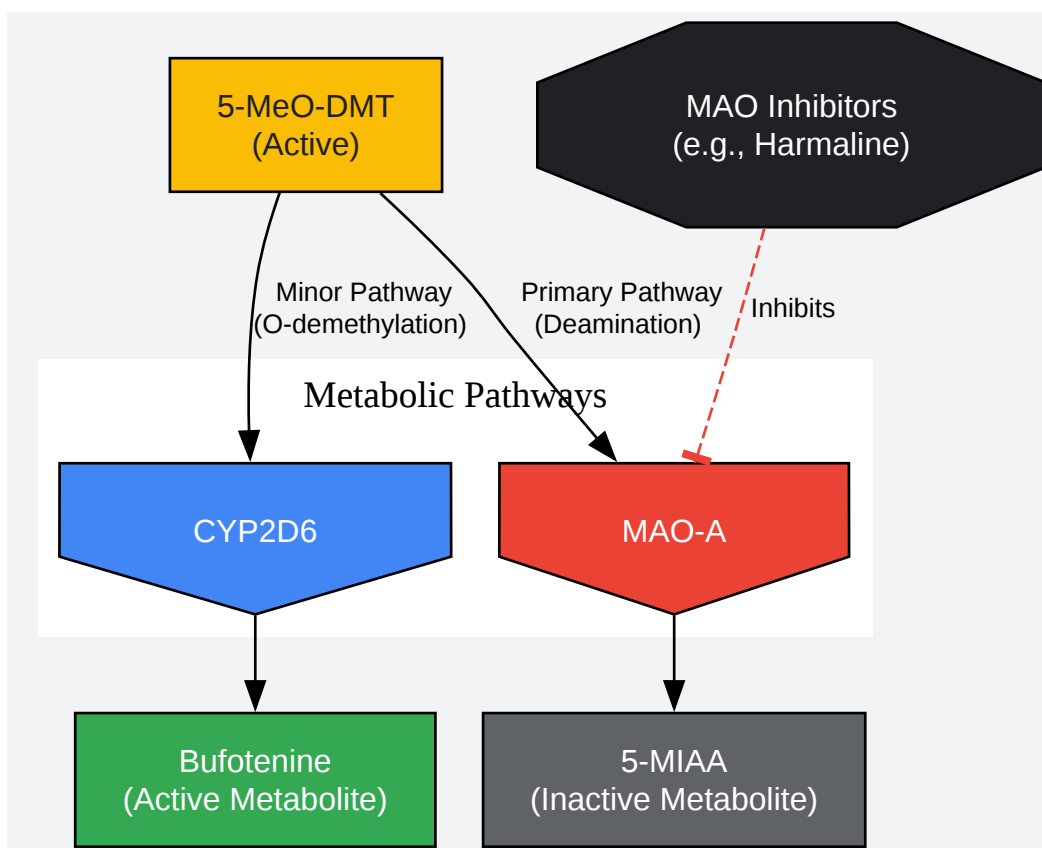 5-MeO-DMT
(Active)
MAO Inhibitors
(e.g., Harmaline)
Minor Pathway
(O-demethylation)
Primary Pathway
(Deamination)
Inhibits
Metabolic Pathways
CYP2D6
MAO-A
Bufotenine
(Active Metabolite)
5-MIAA
(Inactive Metabolite)